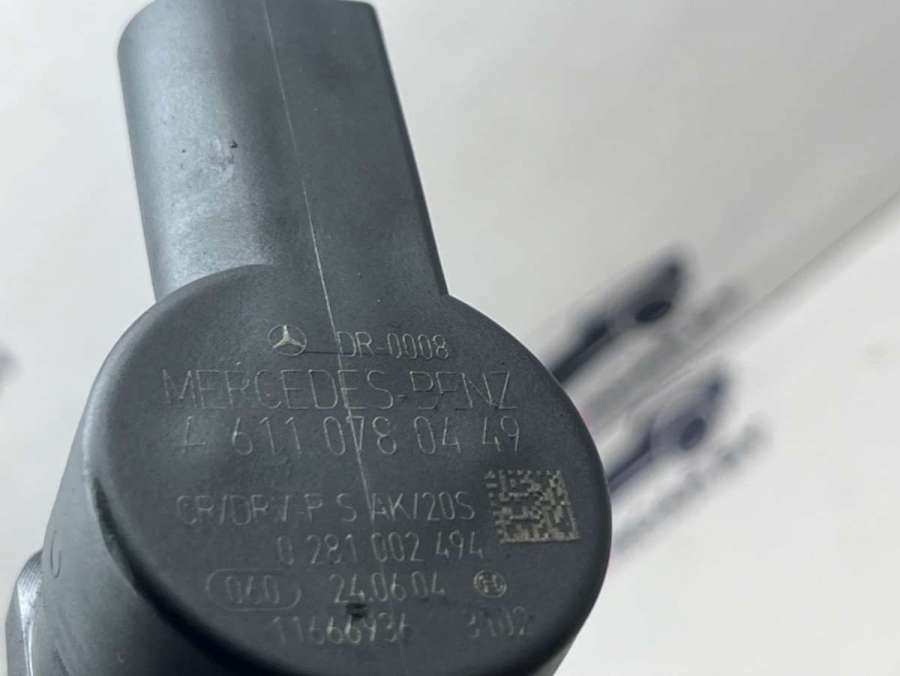 DR-0008
MERCEDES-BENZ
A 611 078 04 49
CR/DRV-P S AK/20S
0 281 002 494
060 24.06.04
11666936 3102